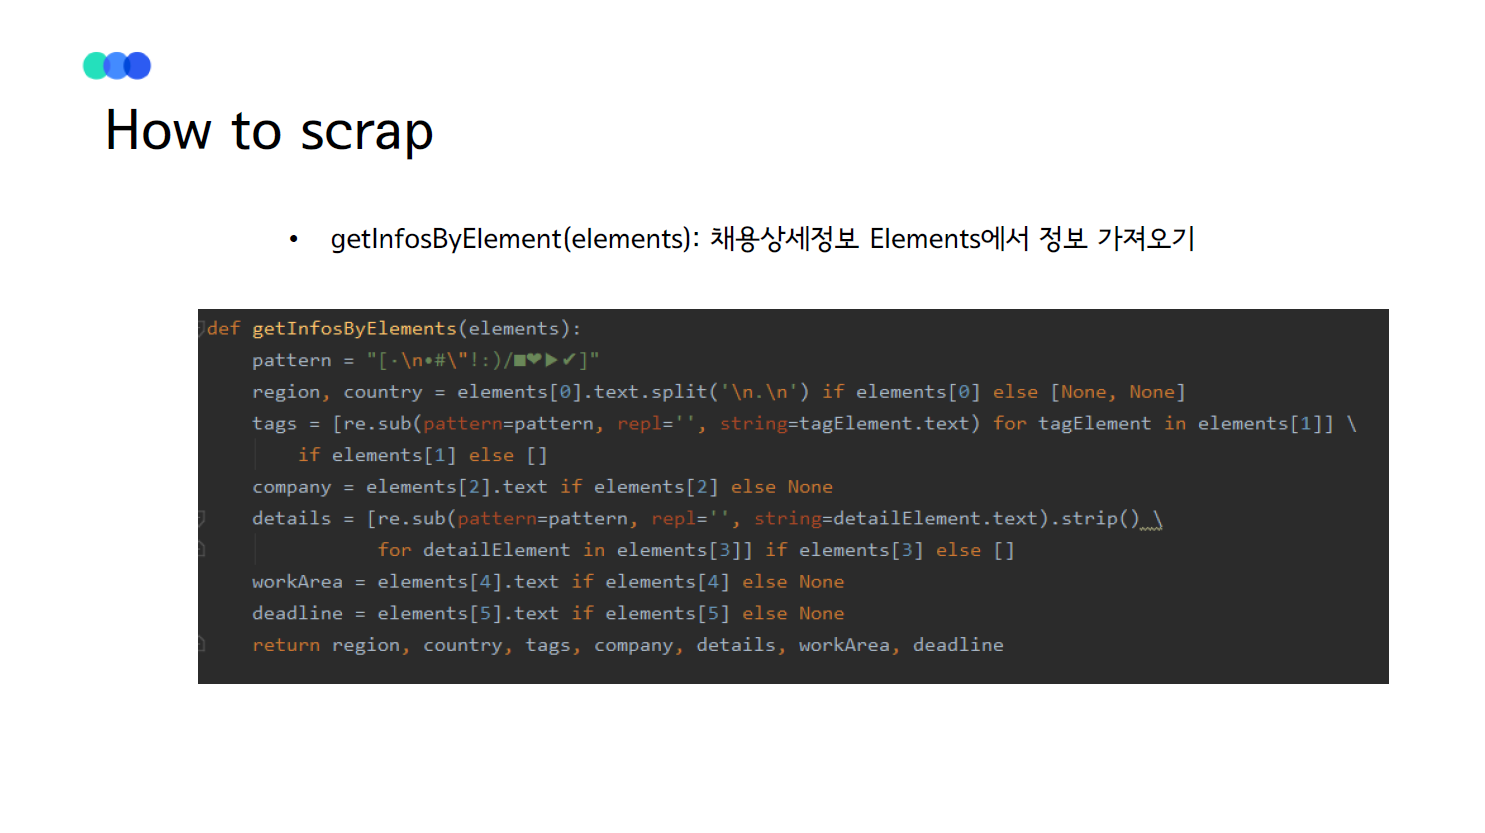 How to scrap
• getInfosByElement(elements): 채용상세정보 Elements에서 정보 가져오기
def getInfosByElements(elements):
    pattern = "[·\n•#\"!:)/■❤▶✔]"
    region, country = elements[0].text.split('\n.\n') if elements[0] else [None, None]
    tags = [re.sub(pattern=pattern, repl='', string=tagElement.text) for tagElement in elements[1]] \
        if elements[1] else []
    company = elements[2].text if elements[2] else None
    details = [re.sub(pattern=pattern, repl='', string=detailElement.text).strip() \
               for detailElement in elements[3]] if elements[3] else []
    workArea = elements[4].text if elements[4] else None
    deadline = elements[5].text if elements[5] else None
    return region, country, tags, company, details, workArea, deadline